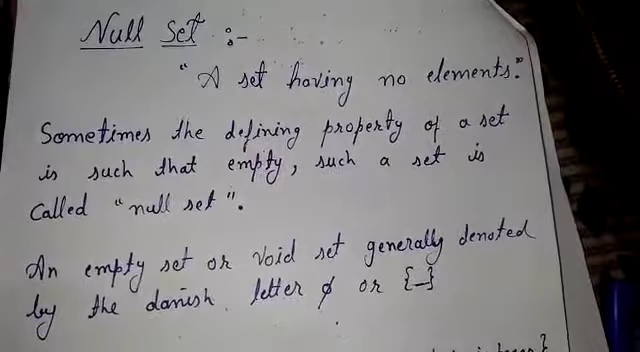 Null Set :-
"A set having no elements."
Sometimes the defining property of a set
is such that empty, such a set is
called "null set".
An empty set or void set generally denoted
by the danish letter ϕ or {_}